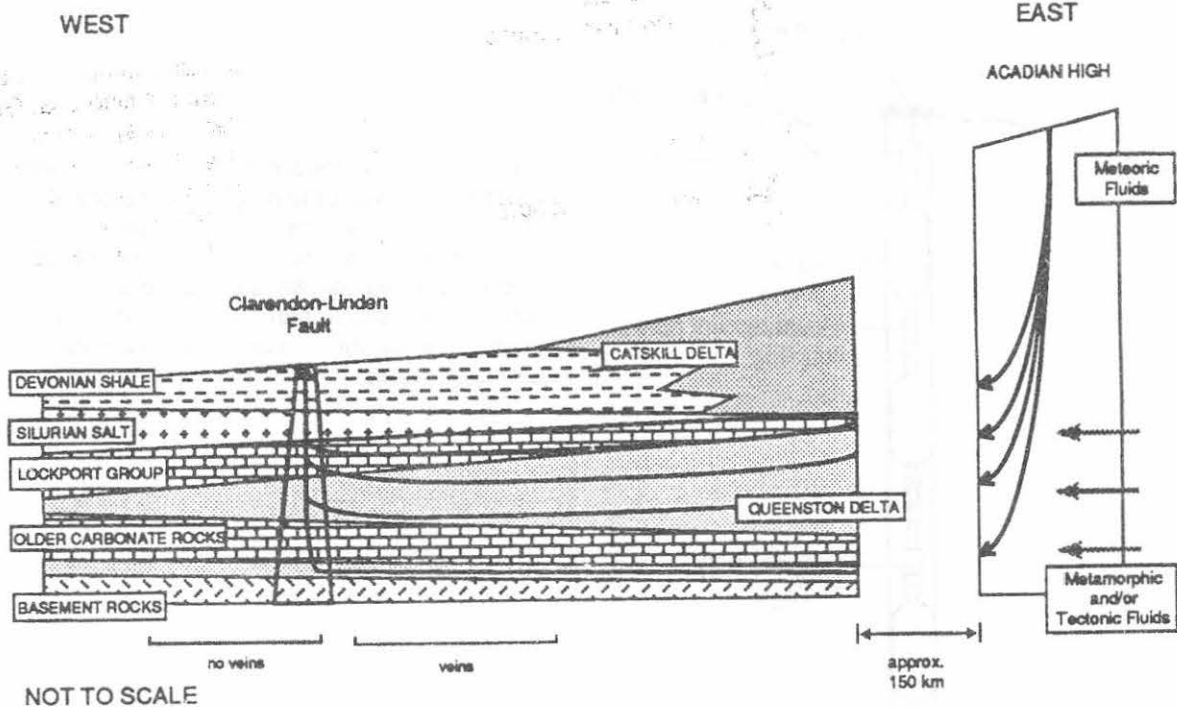 WEST
EAST
ACADIAN HIGH
Meteoric
Fluids
Clarendon-Linden
Fault
CATSKILL DELTA
DEVONIAN SHALE
SILURIAN SALT
LOCKPORT GROUP
QUEENSTON DELTA
OLDER CARBONATE ROCKS
BASEMENT ROCKS
Metamorphic
and/or
Tectonic Fluids
no veins
veins
approx.
150 km
NOT TO SCALE